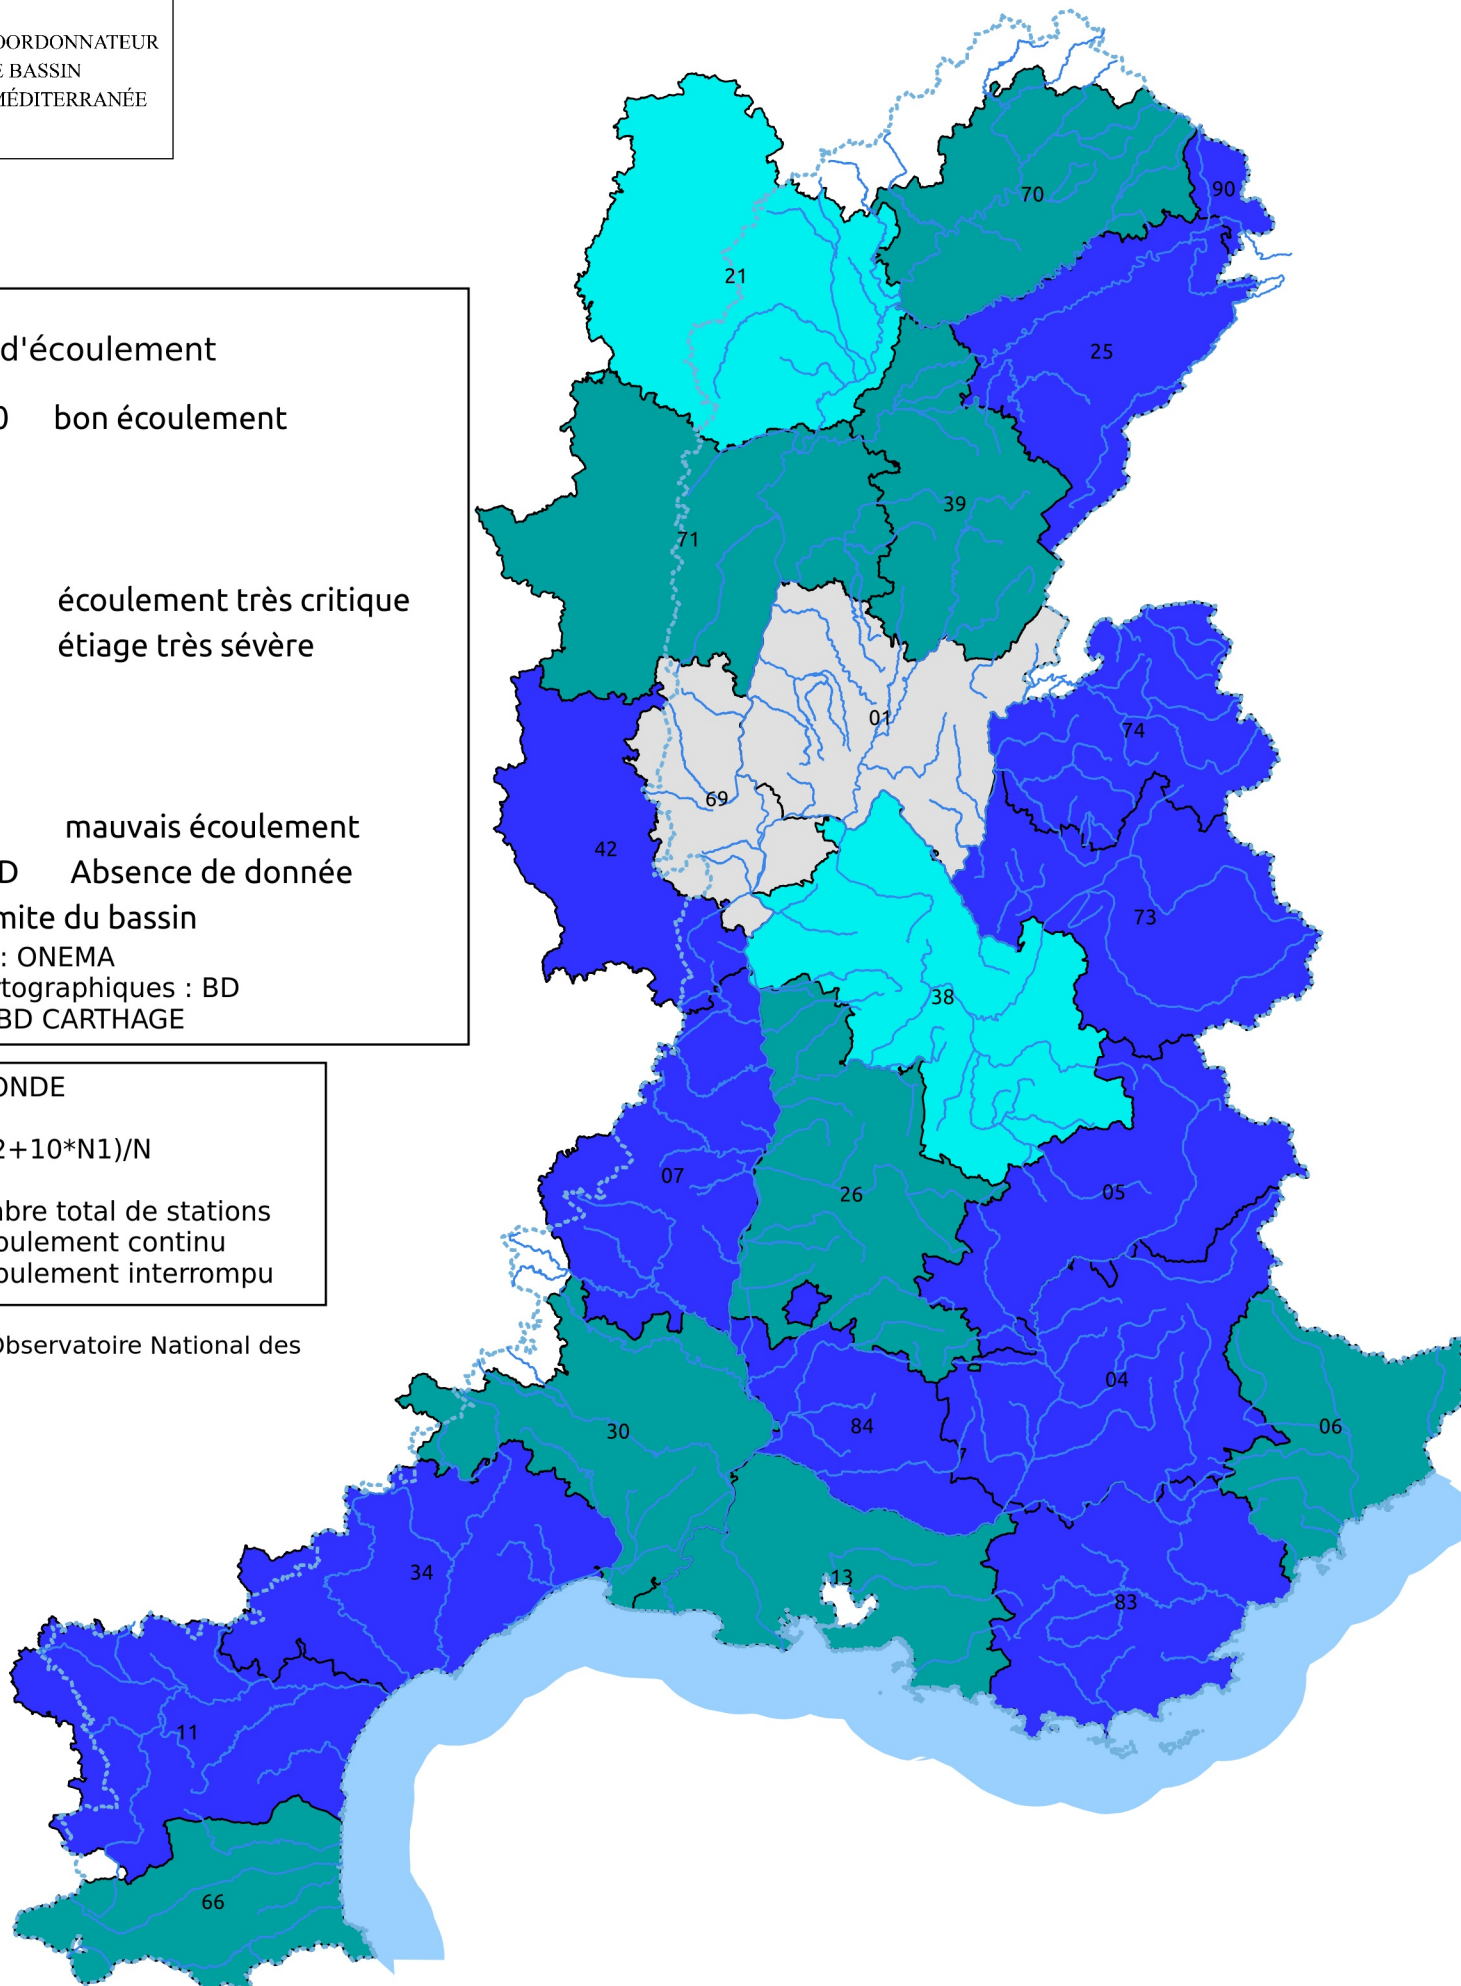 OORDONNATEUR
E BASSIN
MÉDITERRANÉE
d'écoulement
0 bon écoulement
écoulement très critique
étiage très sévère
mauvais écoulement
D Absence de donnée
mite du bassin
: ONEMA
rtographiques : BD
BD CARTHAGE
ONDE
2+10*N1)/N
nbre total de stations
oulement continu
oulement interrompu
Observatoire National des
70
90
21
25
39
71
01
74
69
42
73
38
07
05
26
04
06
84
30
13
34
83
11
66